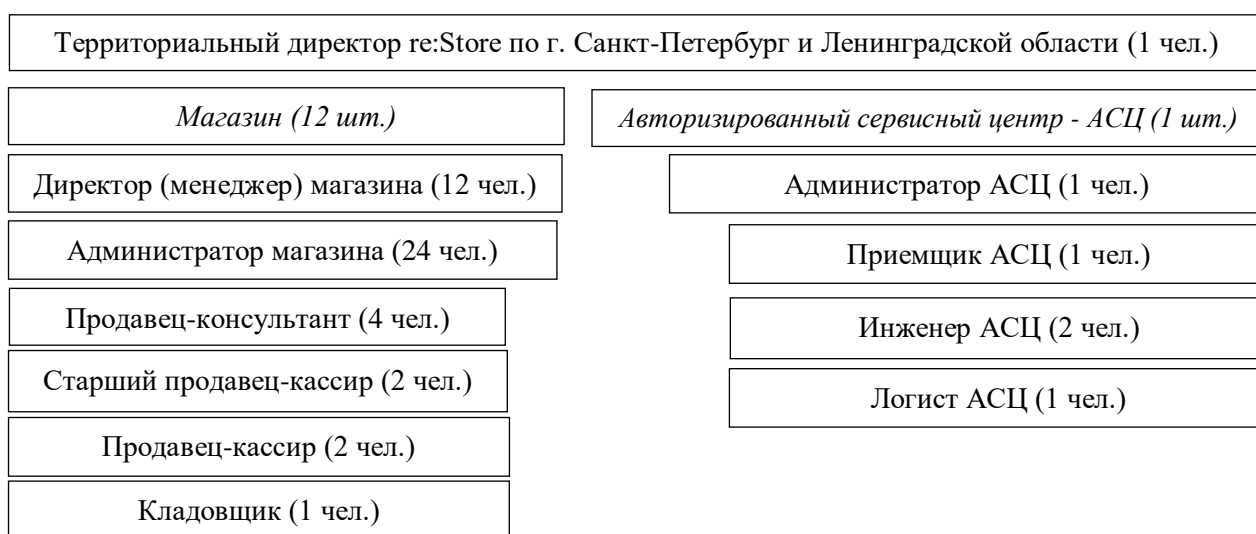 Территориальный директор re:Store по г. Санкт-Петербург и Ленинградской области (1 чел.)
Магазин (12 шт.)
Авторизированный сервисный центр - АСЦ (1 шт.)
Директор (менеджер) магазина (12 чел.)
Администратор АСЦ (1 чел.)
Администратор магазина (24 чел.)
Приемщик АСЦ (1 чел.)
Продавец-консультант (4 чел.)
Инженер АСЦ (2 чел.)
Старший продавец-кассир (2 чел.)
Логист АСЦ (1 чел.)
Продавец-кассир (2 чел.)
Кладовщик (1 чел.)